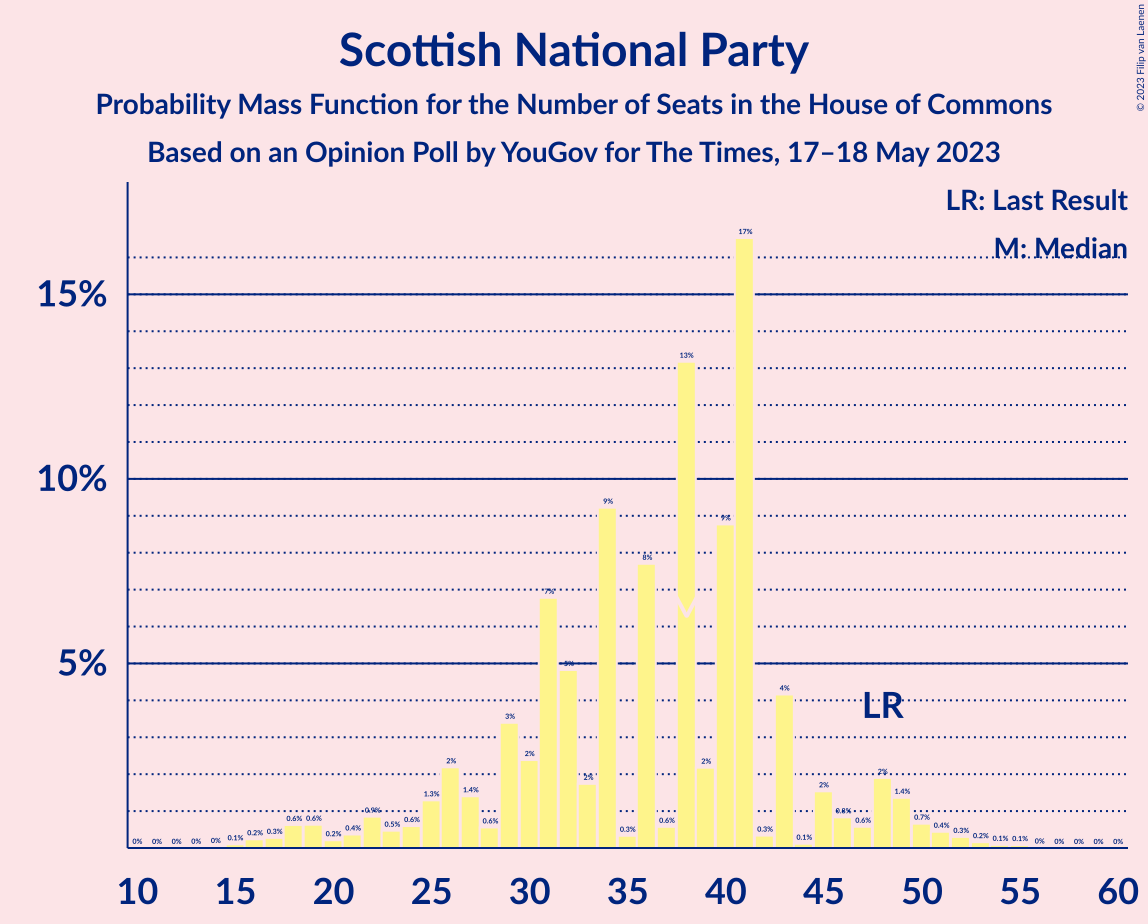 Scottish National Party
Probability Mass Function for the Number of Seats in the House of Commons
Based on an Opinion Poll by YouGov for The Times, 17–18 May 2023
© 2023 Filip van Laenen
LR: Last Result
M: Median
15%
10%
5%
0% 0% 0% 0% 0% 0.1% 0.2% 0.3% 0.6% 0.6% 0.2% 0.4% 0.9% 0.5% 0.6% 1.3% 2% 1.4% 0.6% 3% 2% 7% 5% 2% 9% 0.3% 8% 0.6% 13% 2% 9% 17% 0.3% 4% 0.1% 2% 0.8% 0.6% 2% 1.4% 0.7% 0.4% 0.3% 0.2% 0.1% 0.1% 0% 0% 0% 0% 0%
LR
10 15 20 25 30 35 40 45 50 55 60